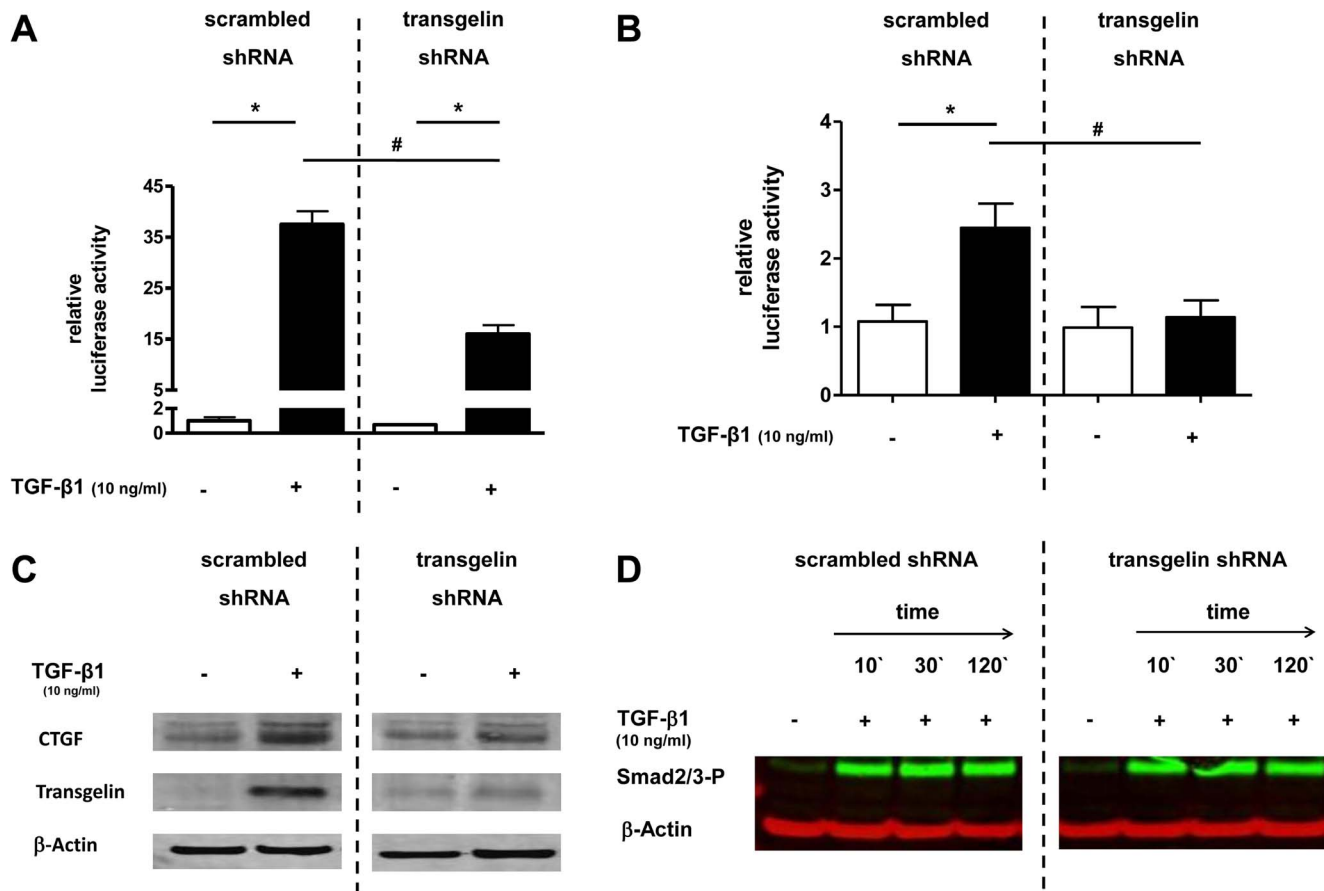 A
scrambled
shRNA
transgelin
shRNA
*
*
#
45
35
25
15
5
2
0
relative
luciferase activity
TGF-β1 (10 ng/ml)
- + - +
B
scrambled
shRNA
transgelin
shRNA
*
#
4
3
2
1
0
relative
luciferase activity
TGF-β1 (10 ng/ml)
- + - +
C
scrambled
shRNA
transgelin
shRNA
TGF-β1
(10 ng/ml)
- + - +
CTGF
Transgelin
β-Actin
D
scrambled shRNA
transgelin shRNA
time
time
10` 30` 120`
10` 30` 120`
TGF-β1
(10 ng/ml)
- + + + - + + +
Smad2/3-P
β-Actin